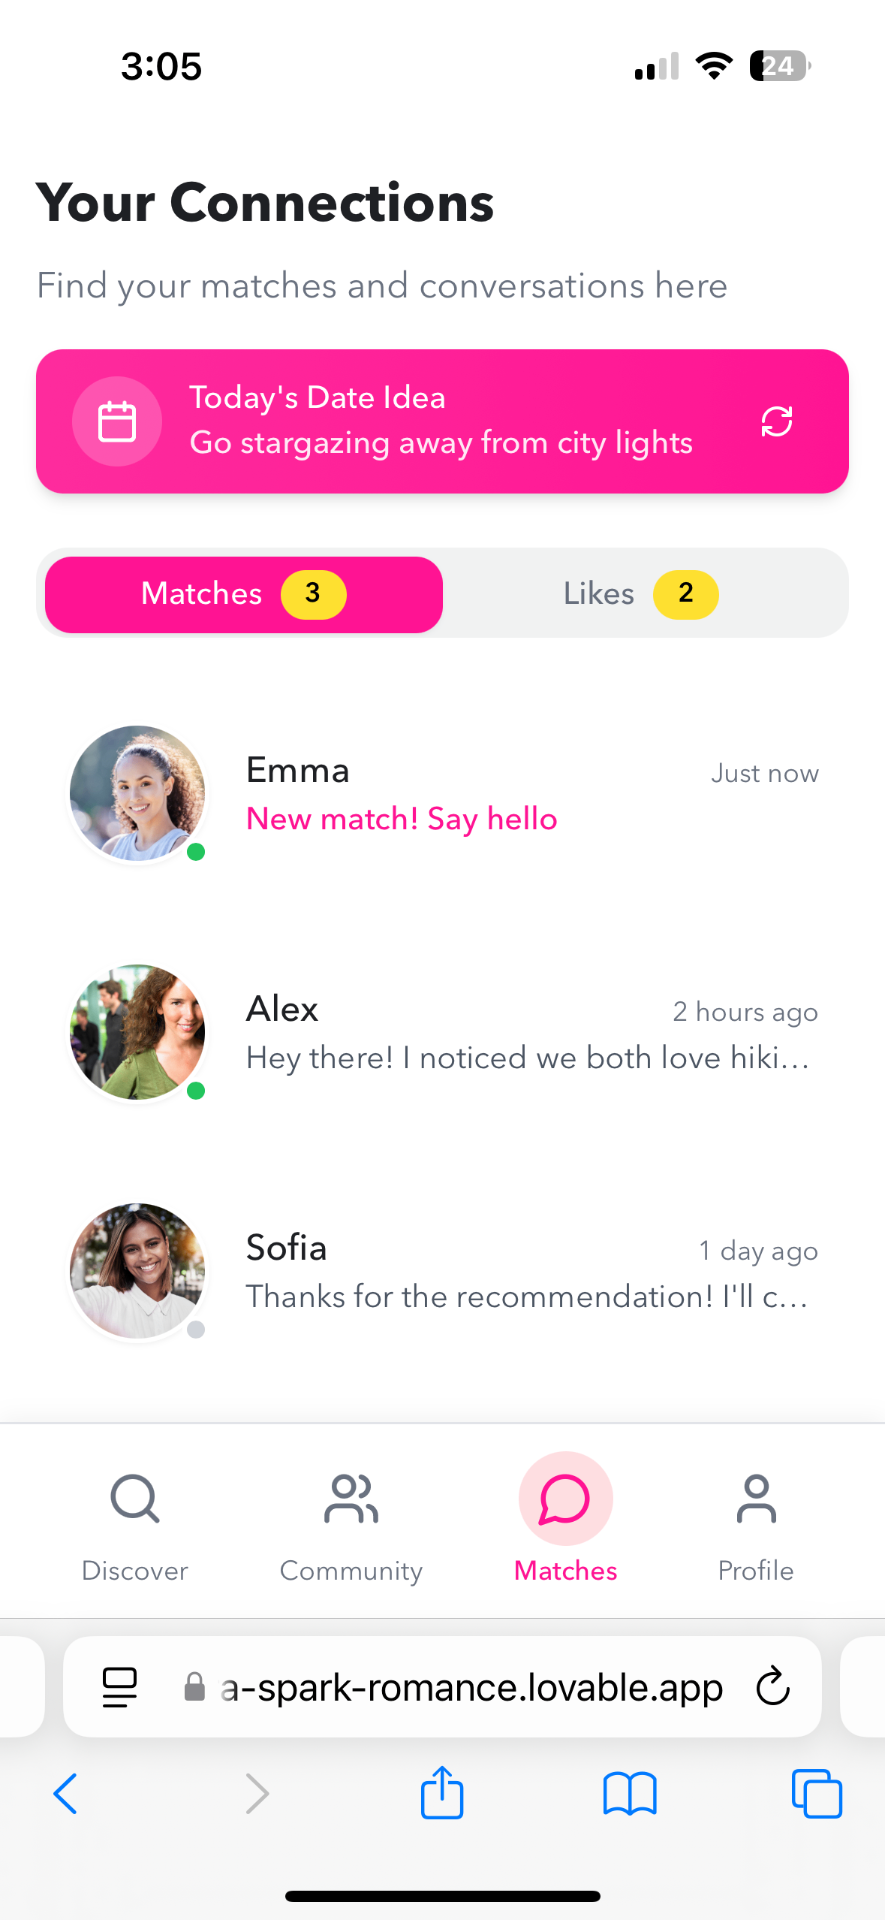 3:05
24
Your Connections
Find your matches and conversations here
Today's Date Idea
Go stargazing away from city lights
Matches 3
Likes 2
Emma
Just now
New match! Say hello
Alex
2 hours ago
Hey there! I noticed we both love hiki...
Sofia
1 day ago
Thanks for the recommendation! I'll c...
Discover
Community
Matches
Profile
a-spark-romance.lovable.app